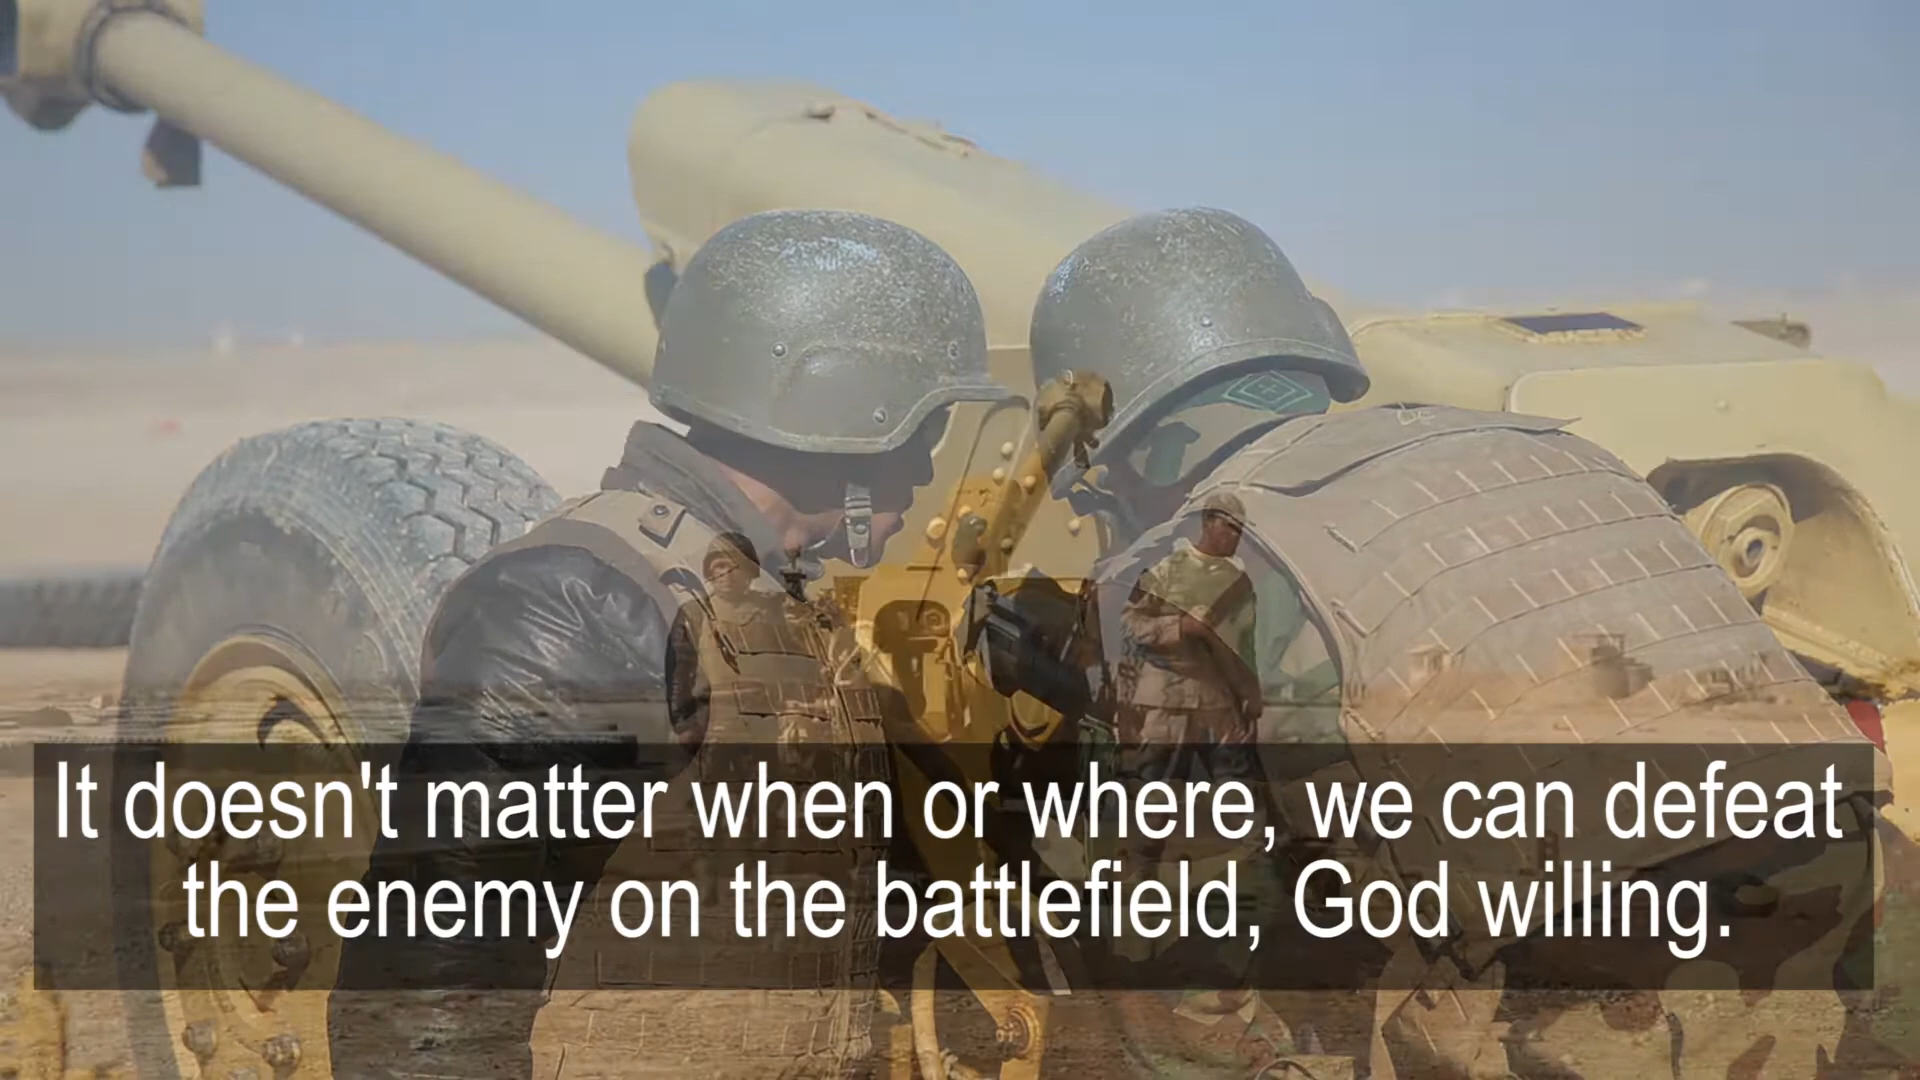 It doesn't matter when or where, we can defeat
the enemy on the battlefield, God willing.